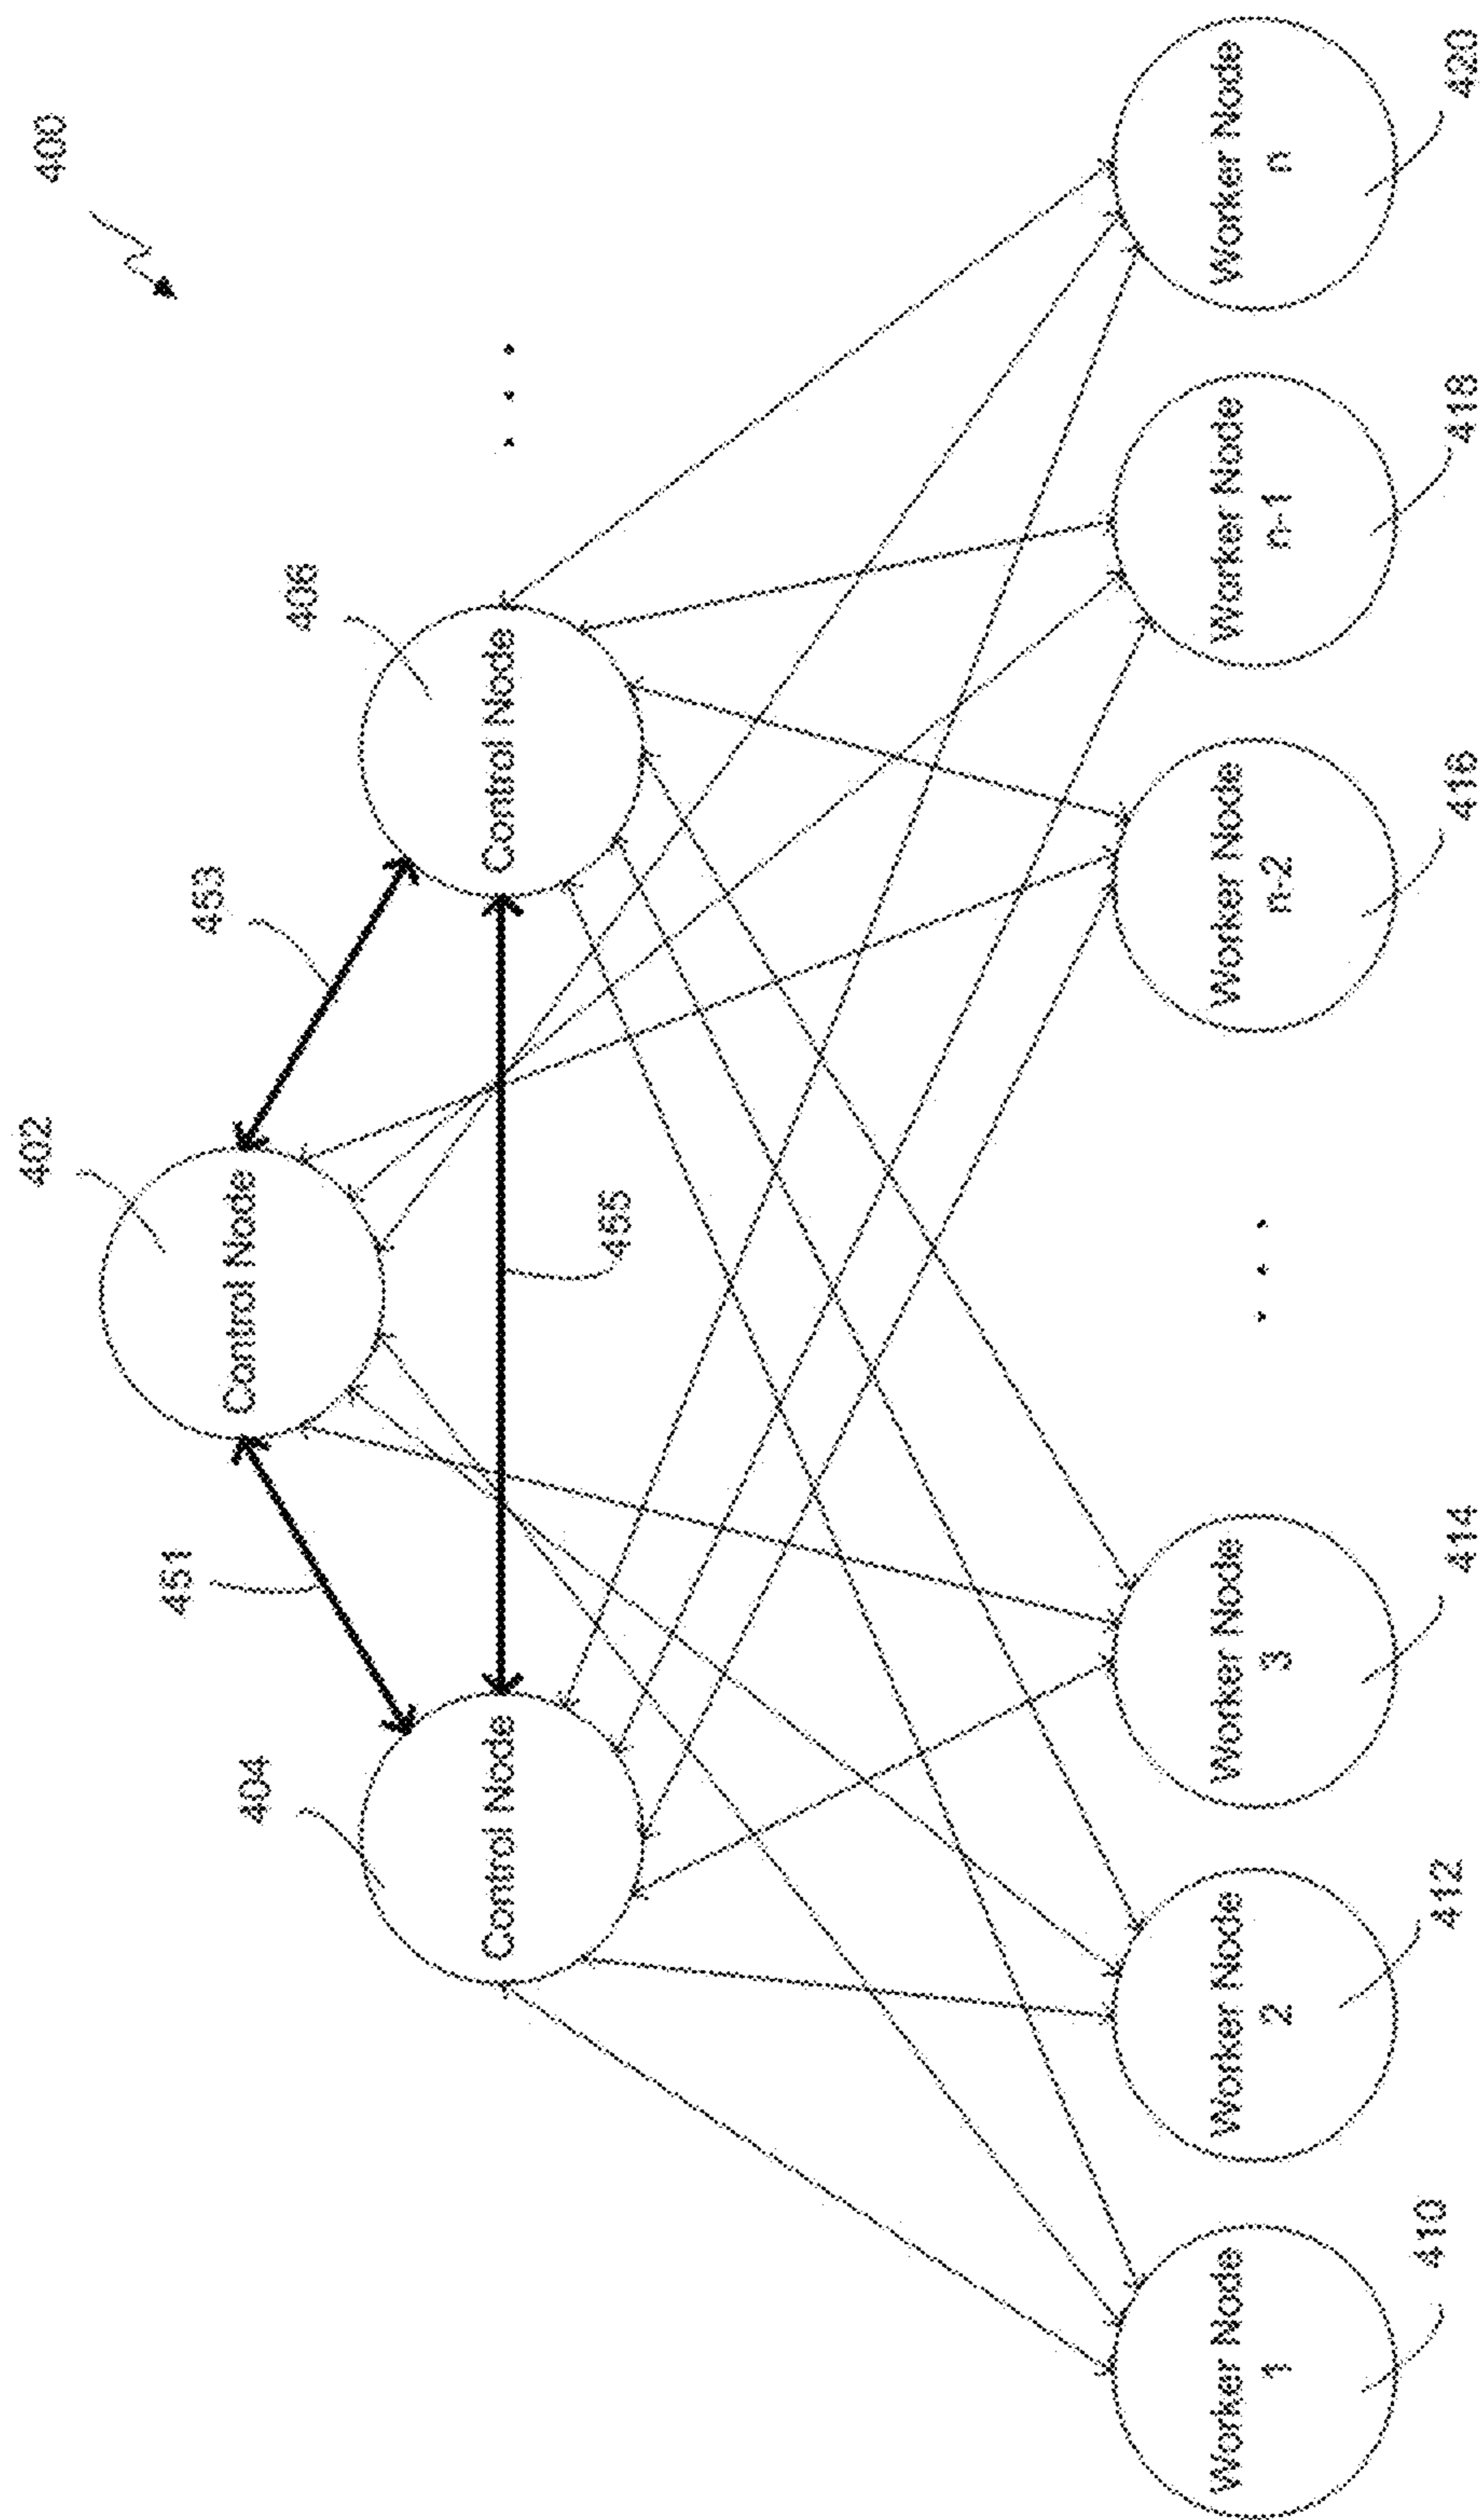 400
402
453
406
451
404
Control Node
Control Node
Control Node
455
Worker Node
1
Worker Node
2
Worker Node
3
Worker Node
n-2
Worker Node
n-1
Worker Node
n
410
412
414
416
418
420